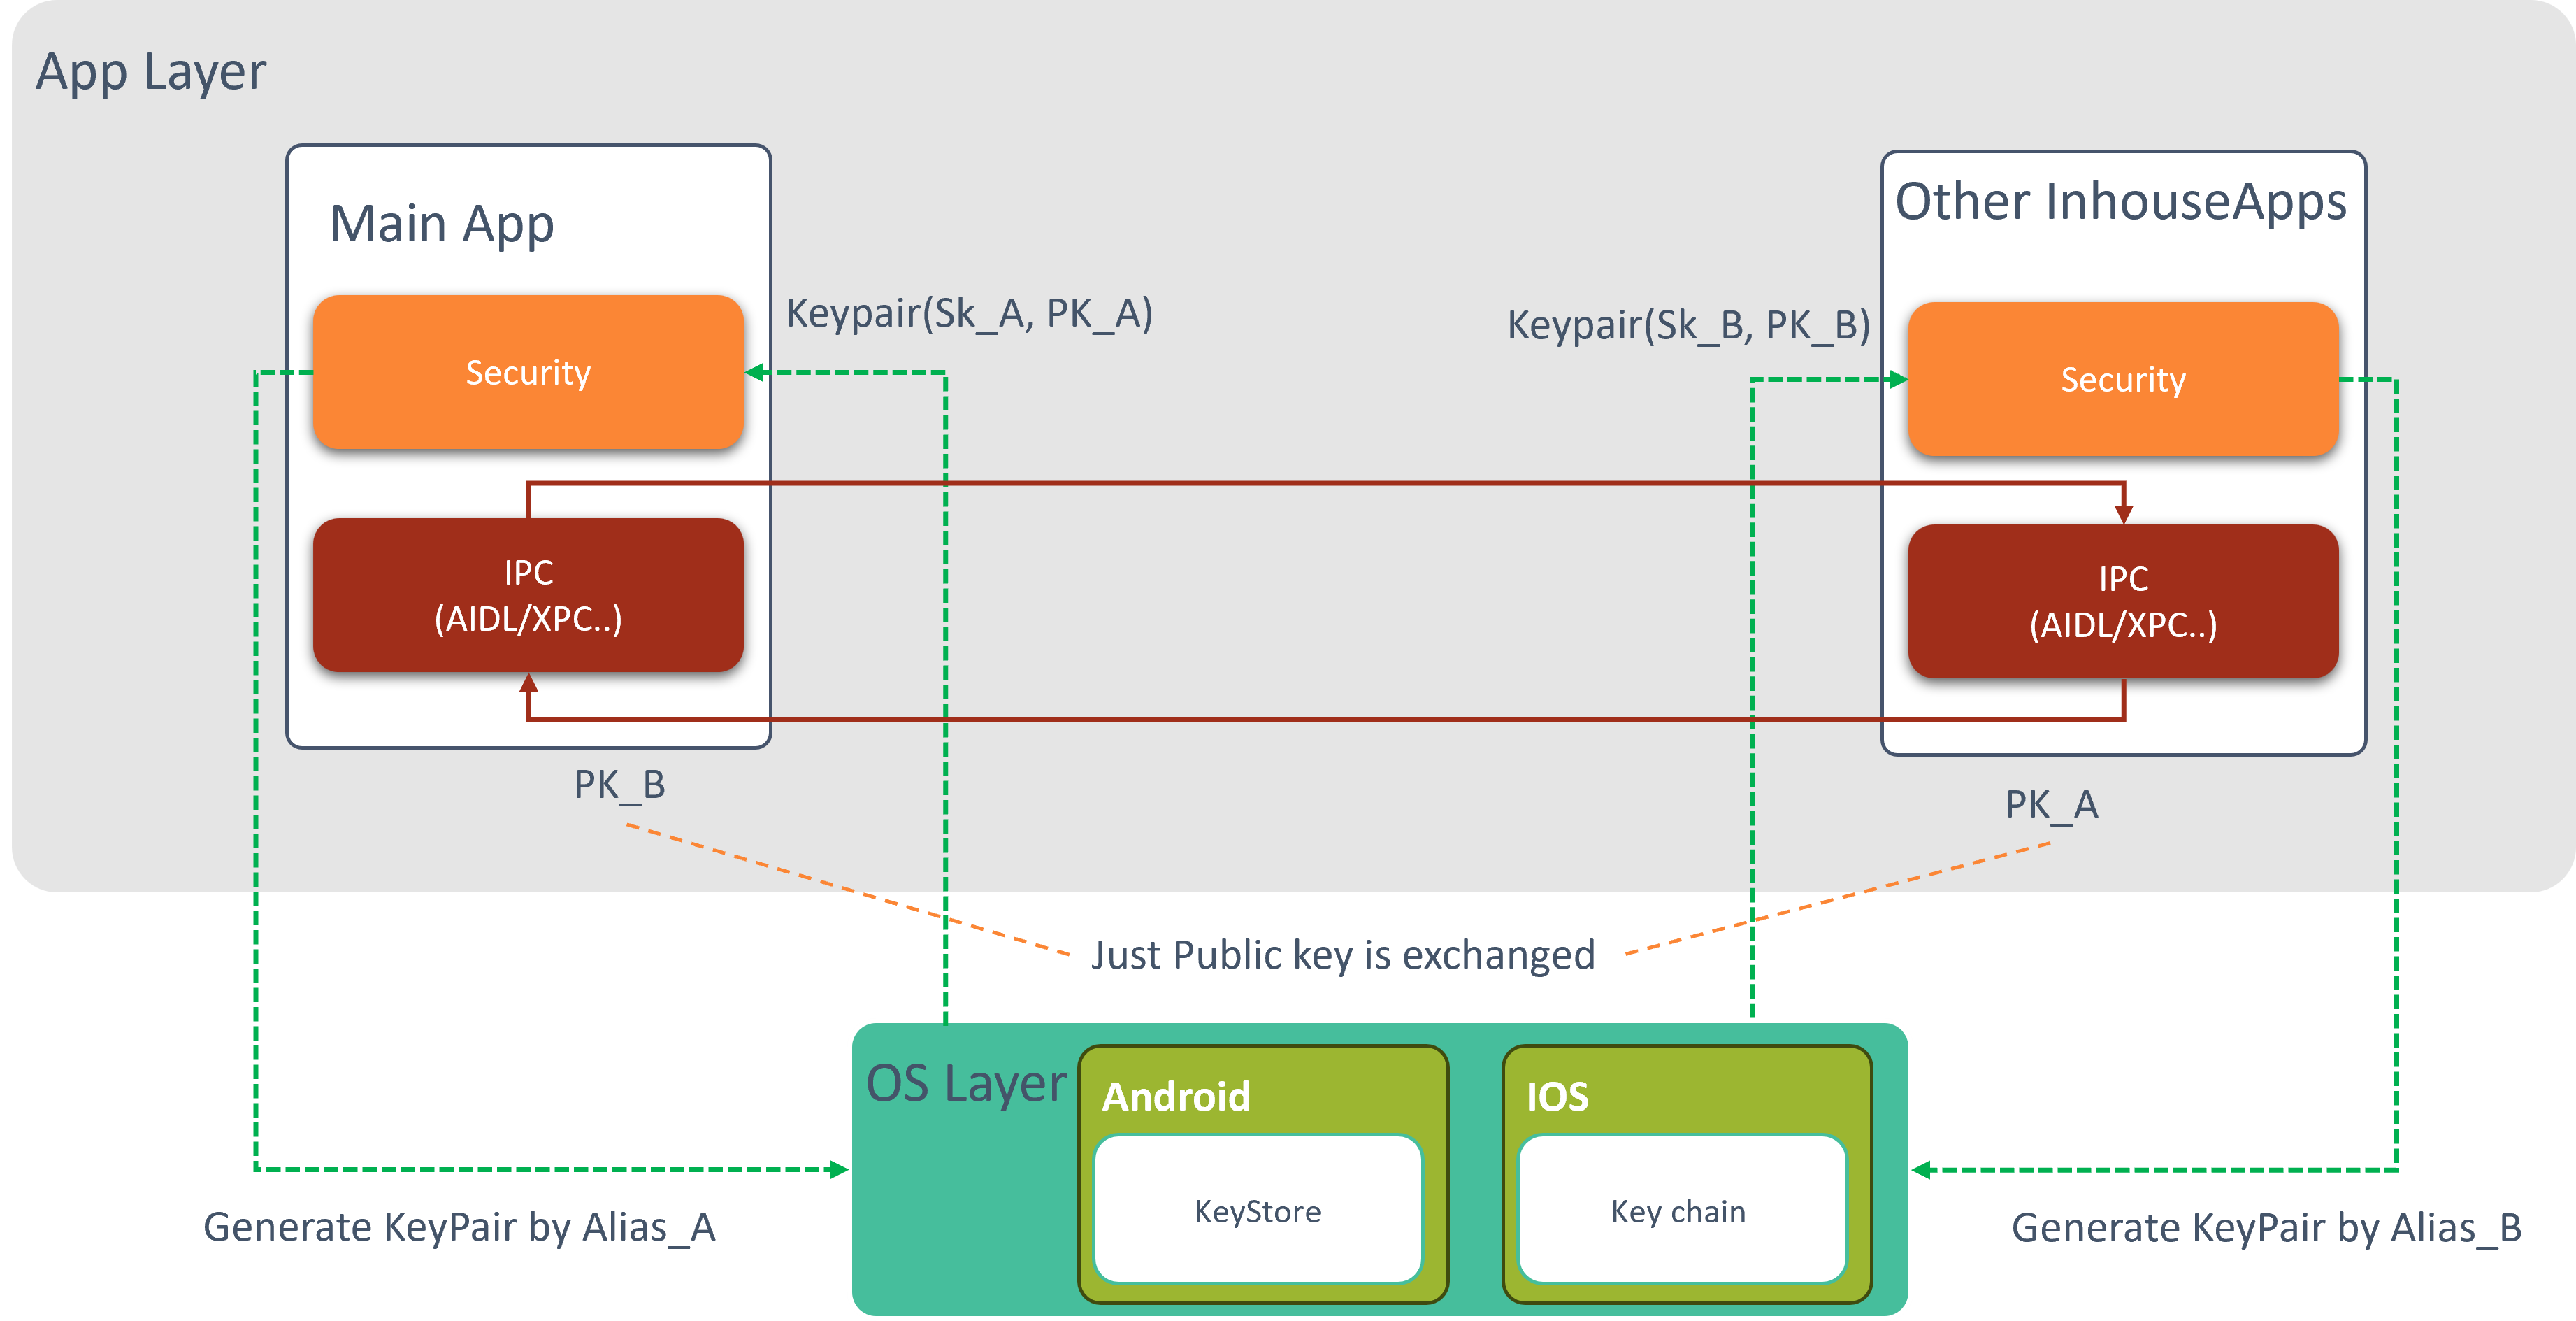 App Layer
Main App
Other InhouseApps
Keypair(Sk_A, PK_A)
Keypair(Sk_B, PK_B)
Security
Security
IPC
(AIDL/XPC..)
IPC
(AIDL/XPC..)
PK_B
PK_A
Just Public key is exchanged
OS Layer
Android
IOS
KeyStore
Key chain
Generate KeyPair by Alias_A
Generate KeyPair by Alias_B